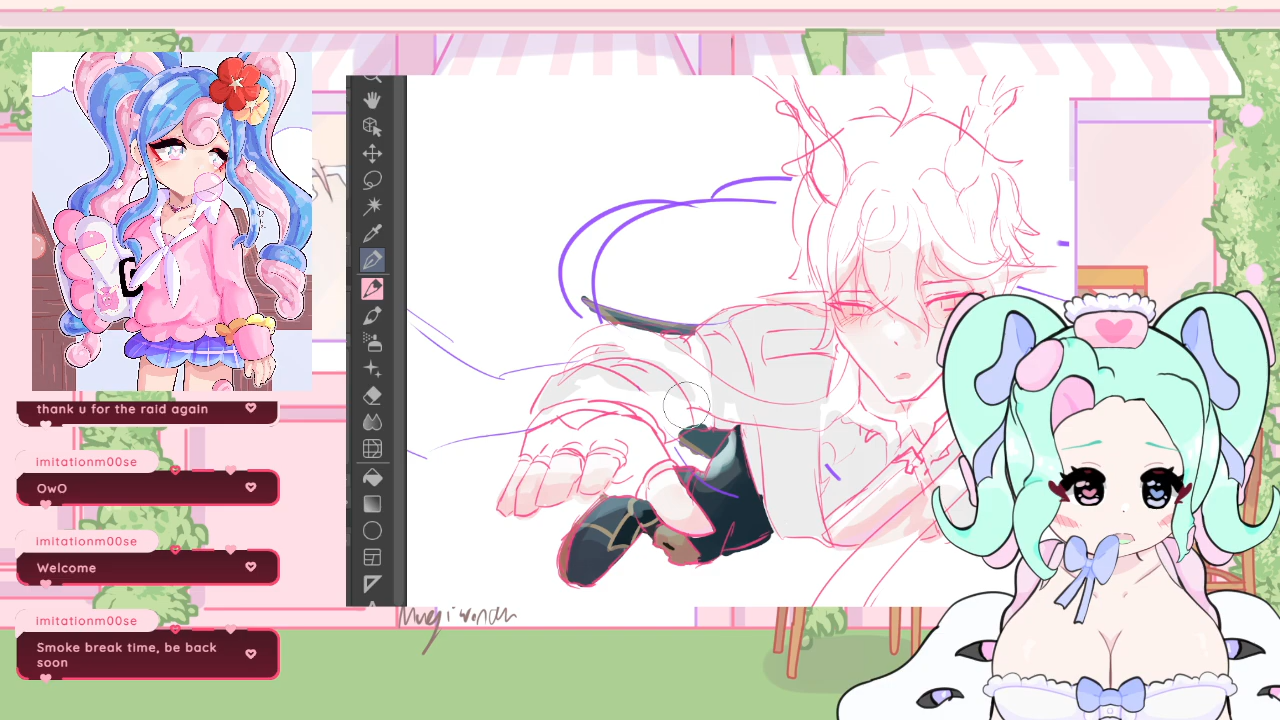 thank u for the raid again
imitationm00se
OwO
imitationm00se
Welcome
imitationm00se
Smoke break time, be back
soon